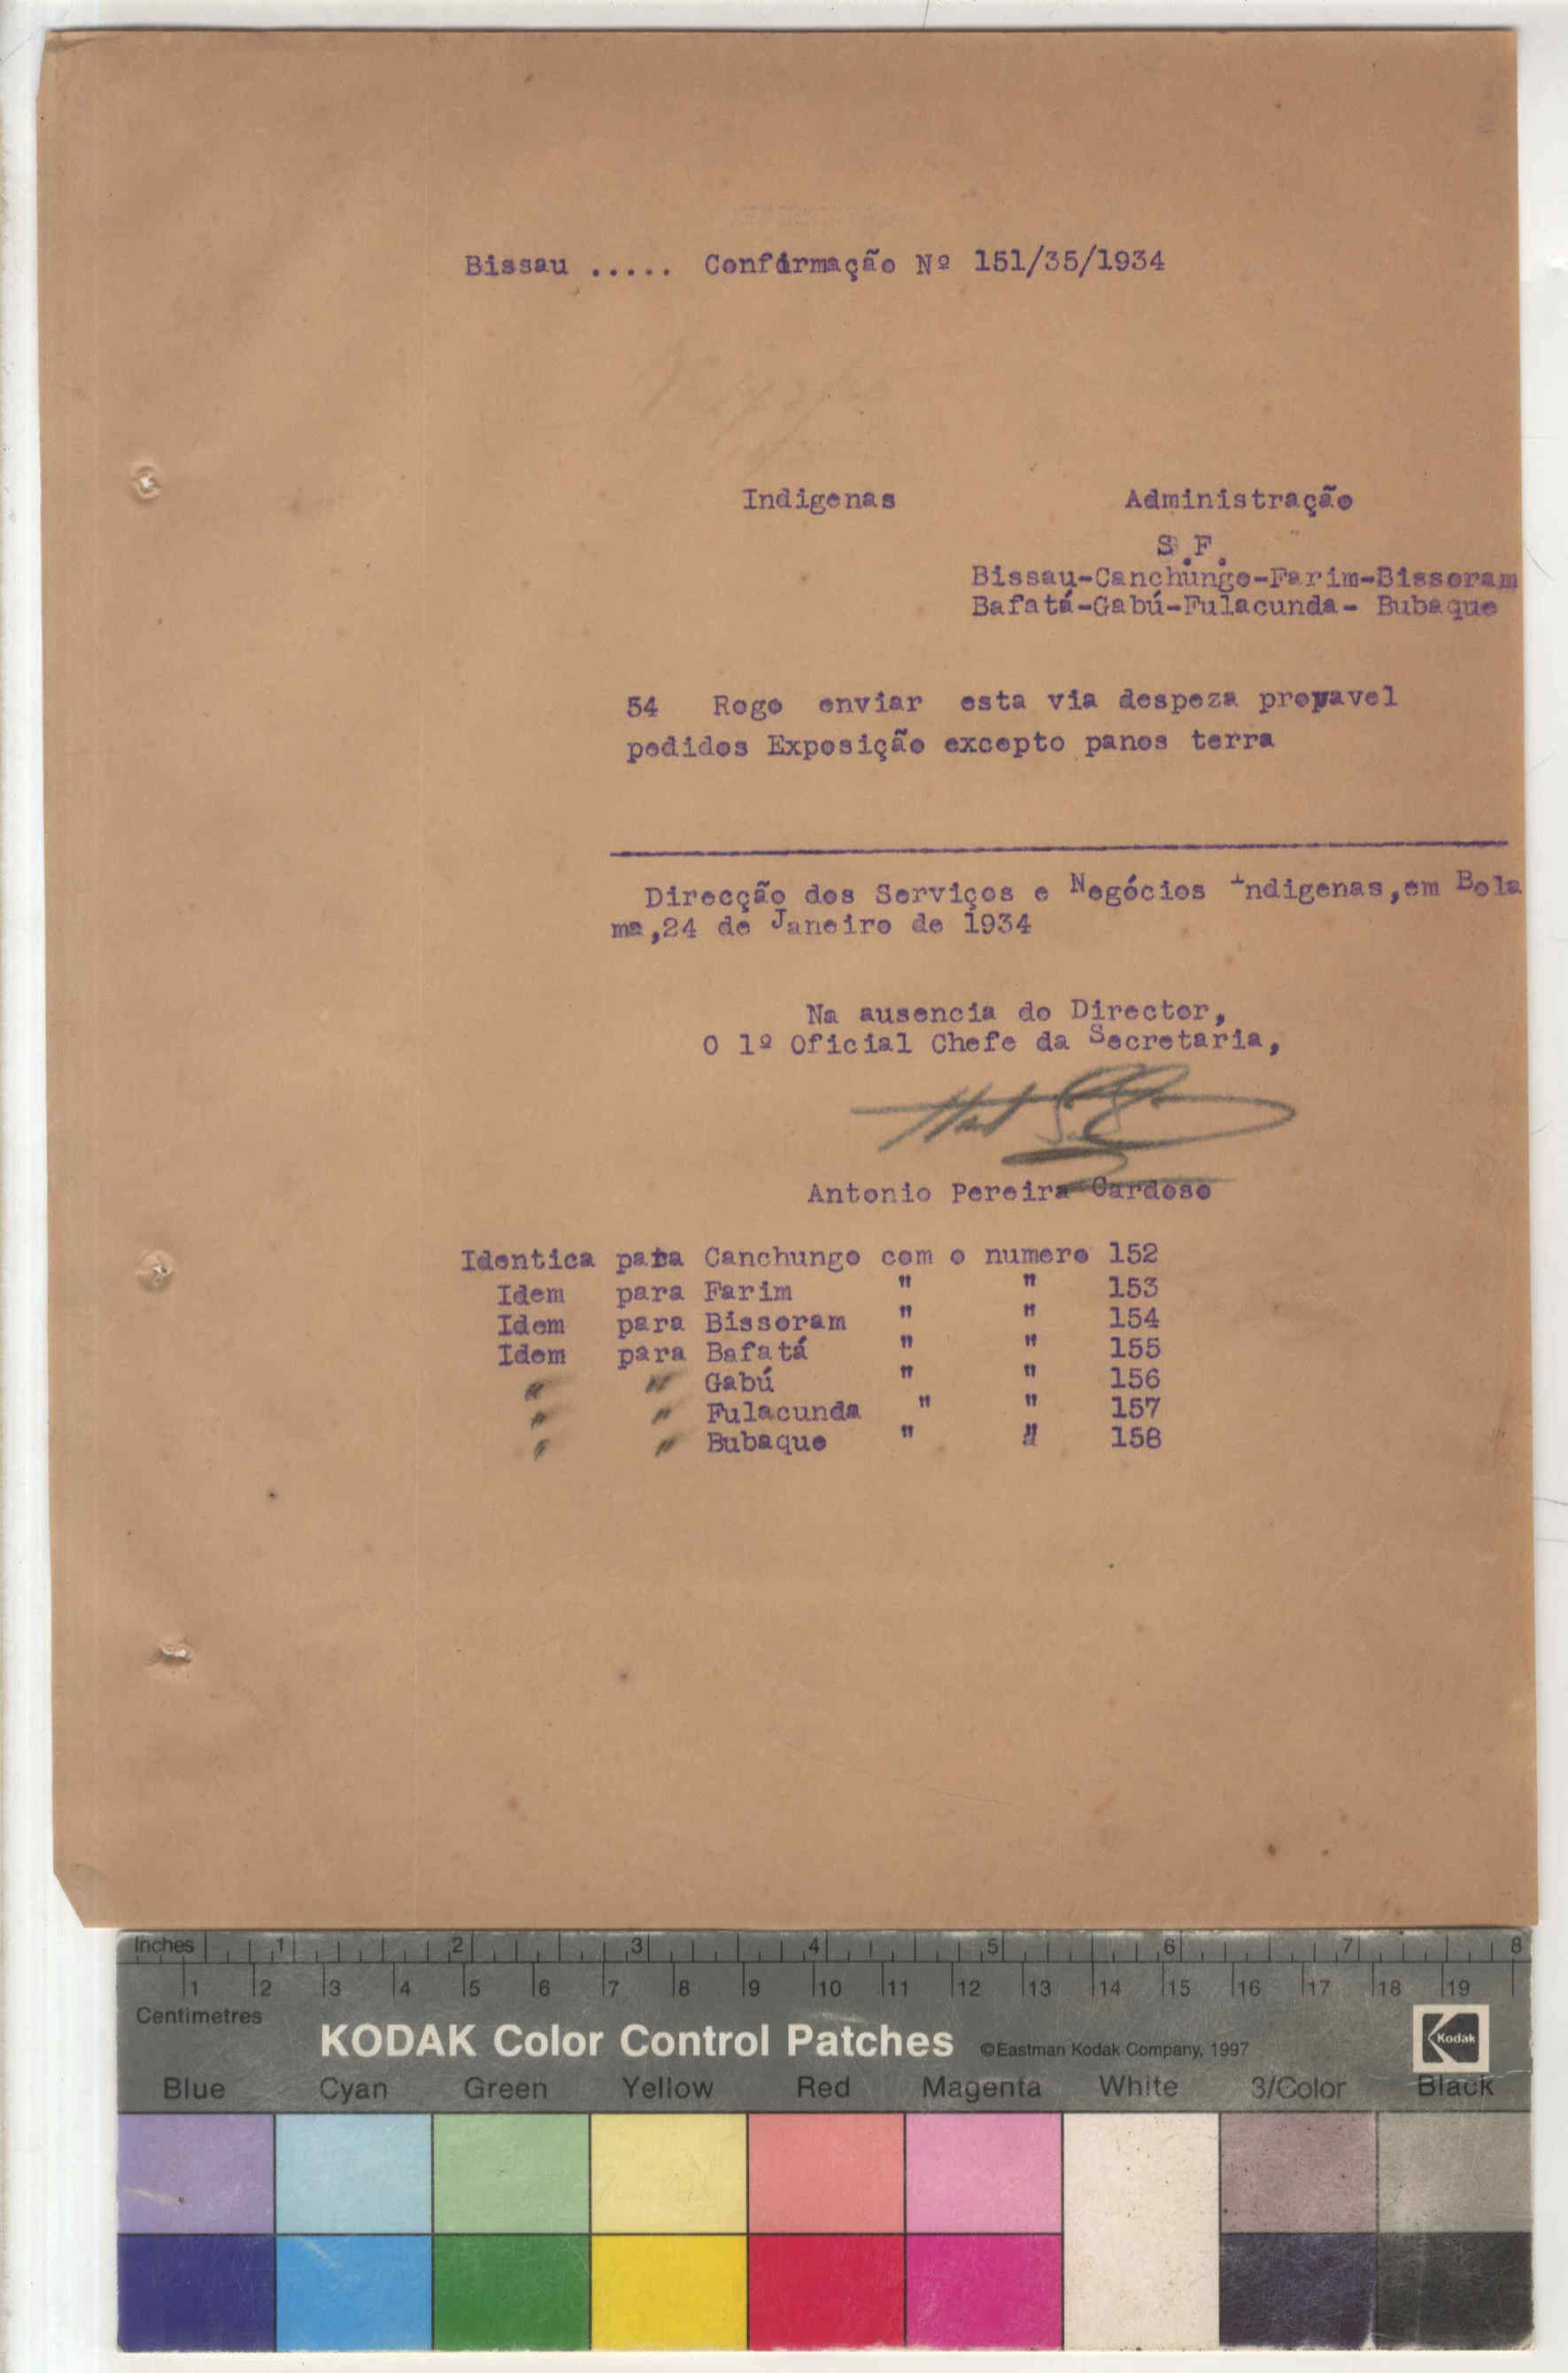 Bissau ..... Confirmação Nº 151/35/1934
Indigenas Administração
S.F.
Bissau-Canchungo-Farim-Bissoram
Bafatá-Gabú-Fulacunda- Bubaque
54 Rogo enviar esta via despeza provavel
pedidos Exposição excepto panos terra
Direcção dos Serviços e Negócios Indigenas,em Bola
ma,24 de Janeiro de 1934
Na ausencia do Director,
O 1º Oficial Chefe da Secretaria,
Antonio Pereira Cardoso
Identica para Canchungo com o numero 152
Idem para Farim " " 153
Idem para Bissoram " " 154
Idem para Bafatá " " 155
" " Gabú " " 156
" " Fulacunda " " 157
" " Bubaque " " 158
Inches 1 2 3 4 5 6 7 8
1 2 3 4 5 6 7 8 9 10 11 12 13 14 15 16 17 18 19
Centimetres
KODAK Color Control Patches ©Eastman Kodak Company, 1997 Kodak
Blue Cyan Green Yellow Red Magenta White 3/Color Black